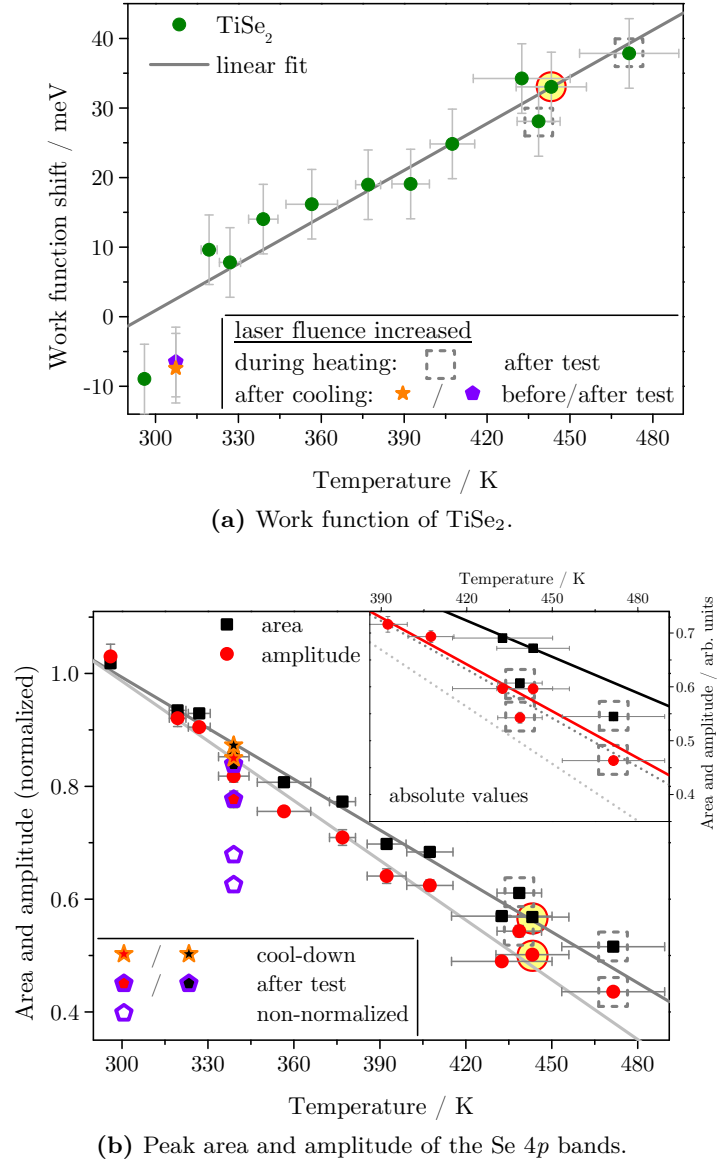 40
30
20
10
0
-10
Work function shift / meV
TiSe2
linear fit
laser fluence increased
during heating: after test
after cooling: / before/after test
300 330 360 390 420 450 480
Temperature / K
(a) Work function of TiSe2.
Temperature / K
390 420 450 480
0.7
0.6
0.5
0.4
Area and amplitude / arb. units
absolute values
1.0
0.8
0.6
0.4
Area and amplitude (normalized)
area
amplitude
/ cool-down
/ after test
non-normalized
300 330 360 390 420 450 480
Temperature / K
(b) Peak area and amplitude of the Se 4p bands.